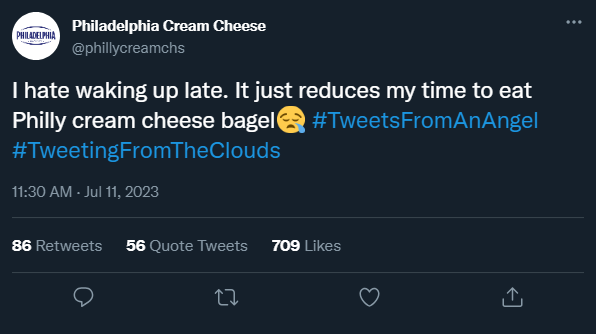 PHILADELPHIA
Philadelphia Cream Cheese
@phillycreamchs
I hate waking up late. It just reduces my time to eat
Philly cream cheese bagel😪 #TweetsFromAnAngel
#TweetingFromTheClouds
11:30 AM · Jul 11, 2023
86 Retweets 56 Quote Tweets 709 Likes